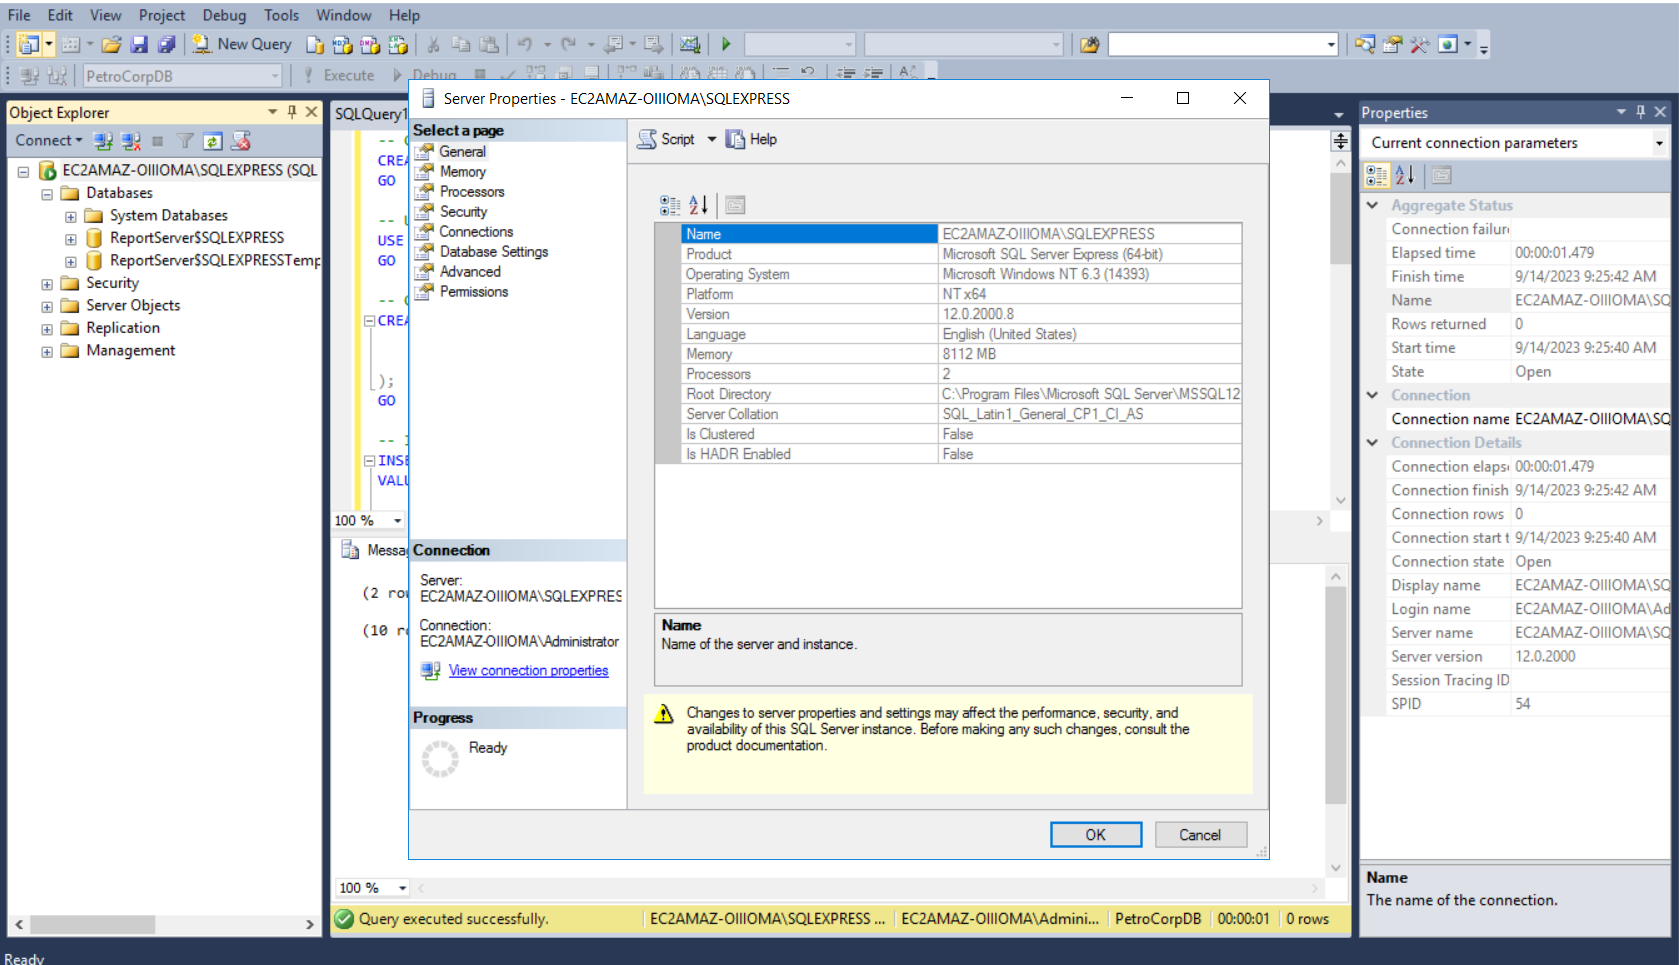 File Edit View Project Debug Tools Window Help
New Query
PetroCorpDB Execute Debug
Object Explorer
Connect
EC2AMAZ-OIIIOMA\SQLEXPRESS (SQL
Databases
System Databases
ReportServer$SQLEXPRESS
ReportServer$SQLEXPRESSTemp
Security
Server Objects
Replication
Management
SQLQuery1
CREA
GO
USE
GO
CREA
);
GO
INSE
VALU
100 %
Messag
(2 rov
(10 ro
100 %
Server Properties - EC2AMAZ-OIIIOMA\SQLEXPRESS
Select a page
General
Memory
Processors
Security
Connections
Database Settings
Advanced
Permissions
Connection
Server:
EC2AMAZ-OIIIOMA\SQLEXPRES
Connection:
EC2AMAZ-OIIIOMA\Administrator
View connection properties
Progress
Ready
Script Help
Name EC2AMAZ-OIIIOMA\SQLEXPRESS
Product Microsoft SQL Server Express (64-bit)
Operating System Microsoft Windows NT 6.3 (14393)
Platform NT x64
Version 12.0.2000.8
Language English (United States)
Memory 8112 MB
Processors 2
Root Directory C:\Program Files\Microsoft SQL Server\MSSQL12
Server Collation SQL_Latin1_General_CP1_CI_AS
Is Clustered False
Is HADR Enabled False
Name
Name of the server and instance.
Changes to server properties and settings may affect the performance, security, and
availability of this SQL Server instance. Before making any such changes, consult the
product documentation.
OK Cancel
Query executed successfully. EC2AMAZ-OIIIOMA\SQLEXPRESS ... EC2AMAZ-OIIIOMA\Admini... PetroCorpDB 00:00:01 0 rows
Properties
Current connection parameters
Aggregate Status
Connection failure
Elapsed time 00:00:01.479
Finish time 9/14/2023 9:25:42 AM
Name EC2AMAZ-OIIIOMA\SQ
Rows returned 0
Start time 9/14/2023 9:25:40 AM
State Open
Connection
Connection name EC2AMAZ-OIIIOMA\SQ
Connection Details
Connection elapse 00:00:01.479
Connection finish 9/14/2023 9:25:42 AM
Connection rows 0
Connection start t 9/14/2023 9:25:40 AM
Connection state Open
Display name EC2AMAZ-OIIIOMA\SQ
Login name EC2AMAZ-OIIIOMA\Ad
Server name EC2AMAZ-OIIIOMA\SQ
Server version 12.0.2000
Session Tracing ID
SPID 54
Name
The name of the connection.
Ready